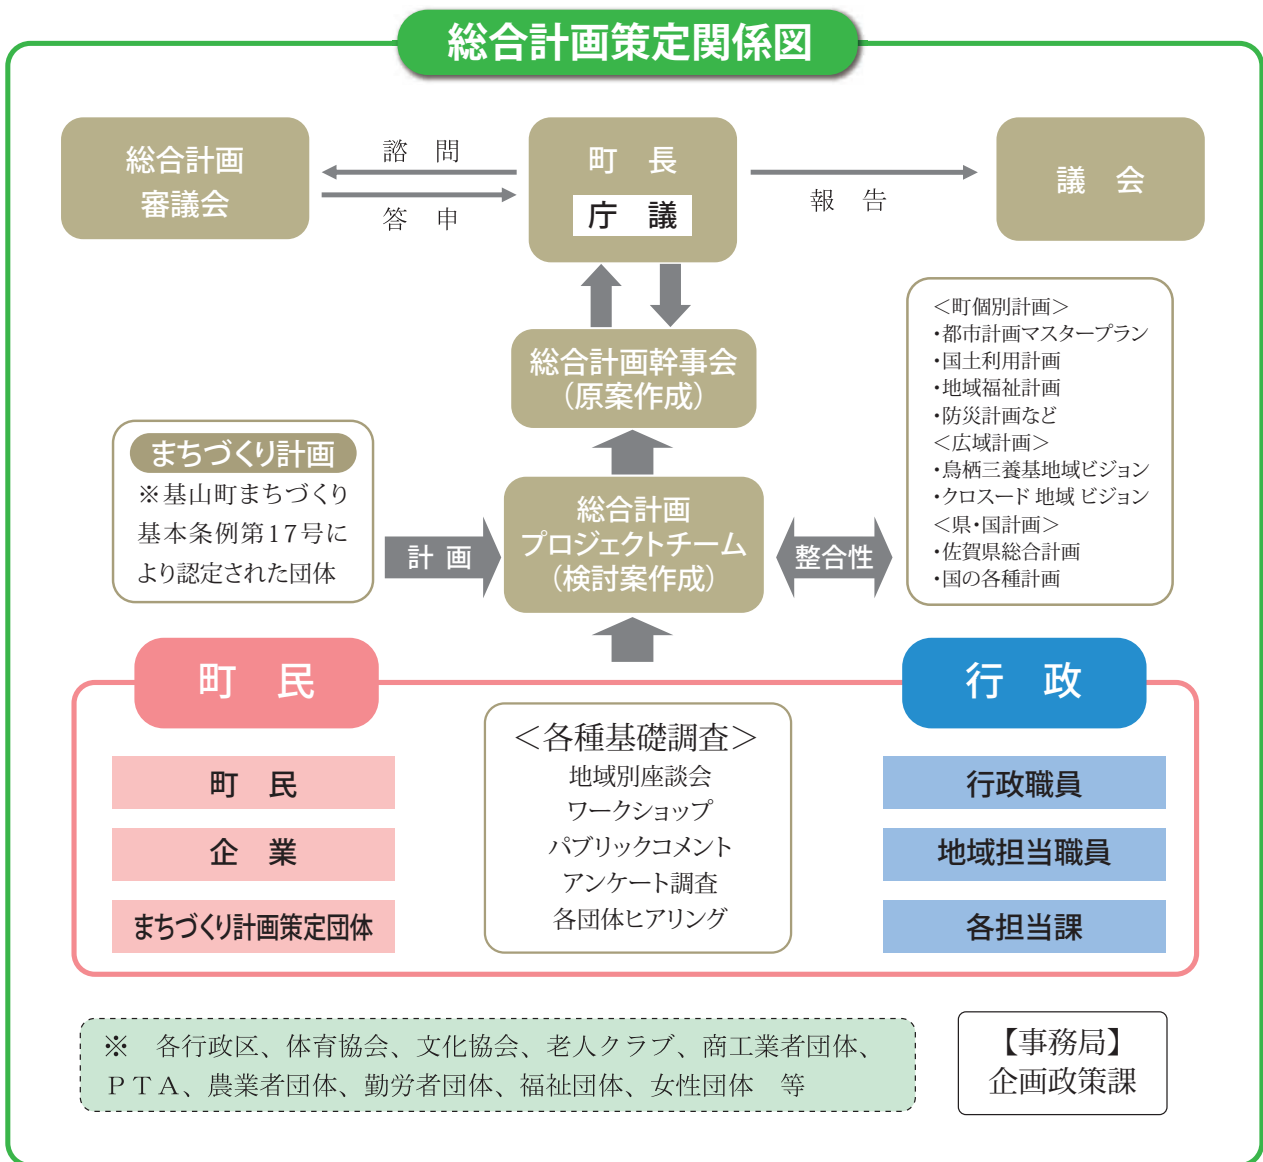 総合計画策定関係図
総合計画
審議会
諮　問
答　申
町　長
庁　議
報　告
議　会
総合計画幹事会
（原案作成）
＜町個別計画＞
・都市計画マスタープラン
・国土利用計画
・地域福祉計画
・防災計画など
＜広域計画＞
・鳥栖三養基地域ビジョン
・クロスロード 地域 ビジョン
＜県・国計画＞
・佐賀県総合計画
・国の各種計画
まちづくり計画
※基山町まちづくり
基本条例第17号に
より認定された団体
計 画
総合計画
プロジェクトチーム
（検討案作成）
整合性
町　民
行　政
町　民
企　業
まちづくり計画策定団体
＜各種基礎調査＞
地域別座談会
ワークショップ
パブリックコメント
アンケート調査
各団体ヒアリング
行政職員
地域担当職員
各担当課
※　各行政区、体育協会、文化協会、老人クラブ、商工業者団体、
ＰＴＡ、農業者団体、勤労者団体、福祉団体、女性団体　等
【事務局】
企画政策課